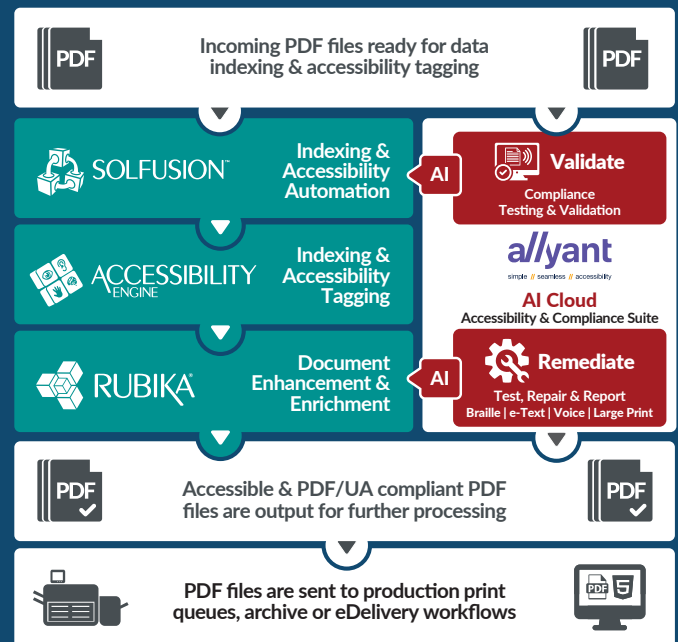 PDF
Incoming PDF files ready for data
indexing & accessibility tagging
PDF
SOLFUSION™
Indexing &
Accessibility
Automation
AI
Validate
Compliance
Testing & Validation
ACCESSIBILITY
ENGINE
Indexing &
Accessibility
Tagging
allyant
simple // seamless // accessibility
AI Cloud
Accessibility & Compliance Suite
RUBIKA®
Document
Enhancement &
Enrichment
AI
Remediate
Test, Repair & Report
Braille | e-Text | Voice | Large Print
PDF
Accessible & PDF/UA compliant PDF
files are output for further processing
PDF
PDF files are sent to production print
queues, archive or eDelivery workflows
PDF
5